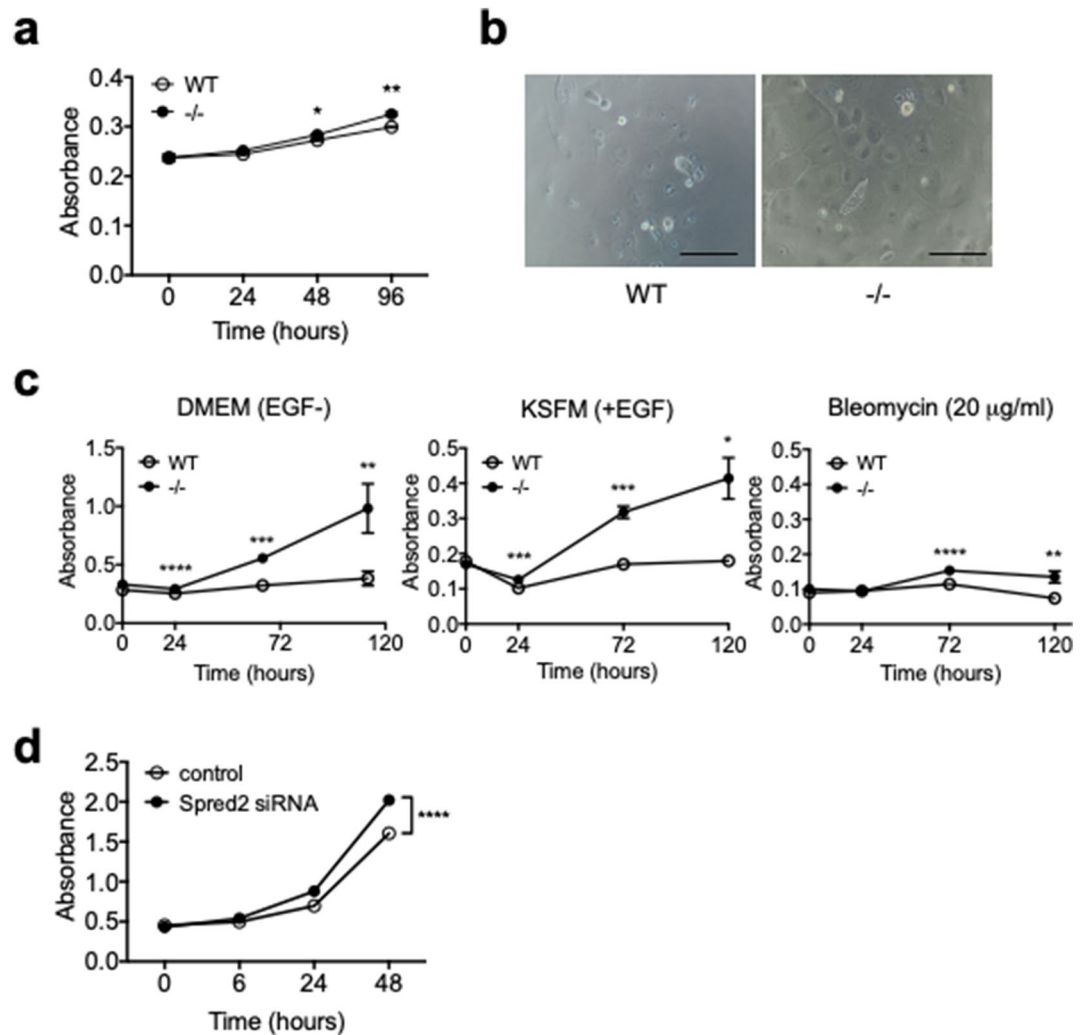 a
b
0.4
WT
-/-
**
*
0.3
0.2
0.1
0.0
Absorbance
0 24 48 96
Time (hours)
WT
-/-
c
DMEM (EGF-)
1.5
WT
-/-
**
***
****
1.0
0.5
0.0
Absorbance
0 24 72 120
Time (hours)
KSFM (+EGF)
0.5
WT
-/-
*
***
***
0.4
0.3
0.2
0.1
0.0
Absorbance
0 24 72 120
Time (hours)
Bleomycin (20 μg/ml)
0.5
WT
-/-
0.4
0.3
0.2
****
**
0.1
0.0
Absorbance
0 24 72 120
Time (hours)
d
2.5
control
Spred2 siRNA
****
2.0
1.5
1.0
0.5
0.0
Absorbance
0 6 24 48
Time (hours)